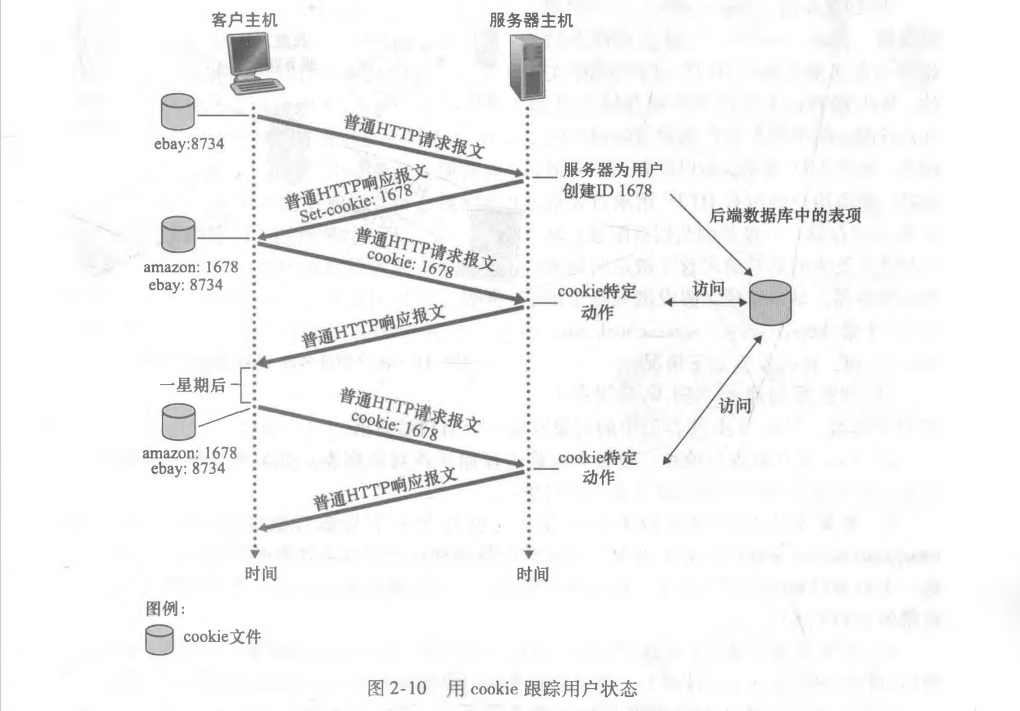 客户主机
服务器主机
ebay:8734
普通HTTP请求报文
服务器为用户
创建ID 1678
普通HTTP响应报文
Set-cookie: 1678
后端数据库中的表项
amazon: 1678
ebay: 8734
普通HTTP请求报文
cookie: 1678
cookie特定
动作
访问
普通HTTP响应报文
一星期后
访问
普通HTTP请求报文
cookie: 1678
amazon: 1678
ebay: 8734
cookie特定
动作
普通HTTP响应报文
时间
时间
图例：
cookie文件
图 2-10 用 cookie 跟踪用户状态